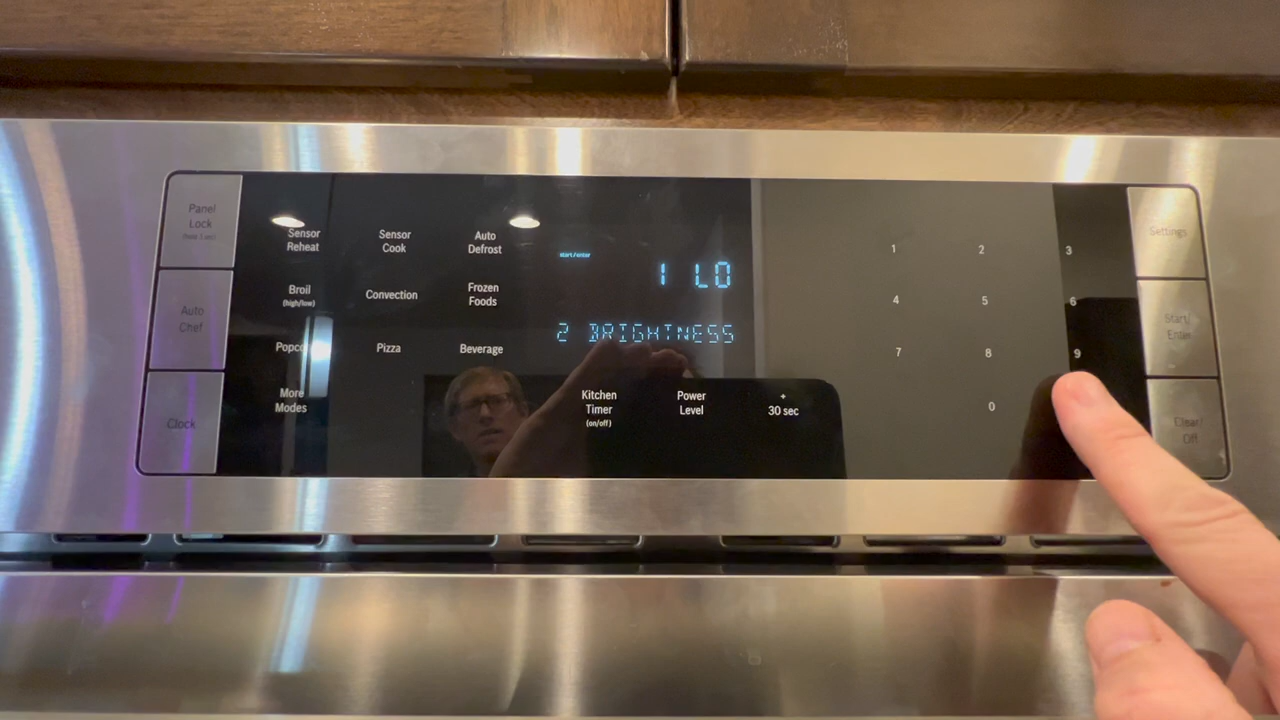 Panel
Lock
Auto
Chef
Clock
Sensor
Reheat
Sensor
Cook
Auto
Defrost
Broil
(high/low)
Convection
Frozen
Foods
Popco
Pizza
Beverage
More
Modes
start/enter
1 LO
2 BRIGHTNESS
Kitchen
Timer
(on/off)
Power
Level
+
30 sec
1 2 3
4 5 6
7 8 9
0
Settings
Start/
Enter
Clear/
Off